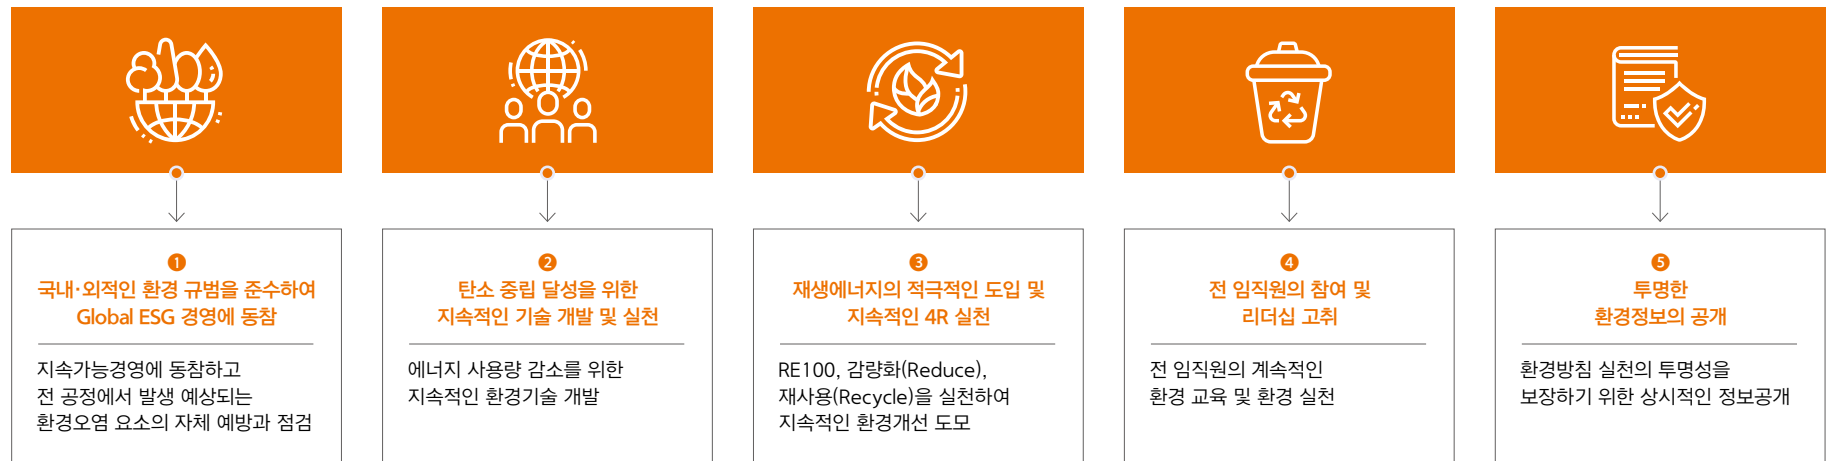 ❶
국내·외적인 환경 규범을 준수하여
Global ESG 경영에 동참
지속가능경영에 동참하고
전 공정에서 발생 예상되는
환경오염 요소의 자체 예방과 점검
❷
탄소 중립 달성을 위한
지속적인 기술 개발 및 실천
에너지 사용량 감소를 위한
지속적인 환경기술 개발
❸
재생에너지의 적극적인 도입 및
지속적인 4R 실천
RE100, 감량화(Reduce),
재사용(Recycle)을 실천하여
지속적인 환경개선 도모
❹
전 임직원의 참여 및
리더십 고취
전 임직원의 계속적인
환경 교육 및 환경 실천
❺
투명한
환경정보의 공개
환경방침 실천의 투명성을
보장하기 위한 상시적인 정보공개